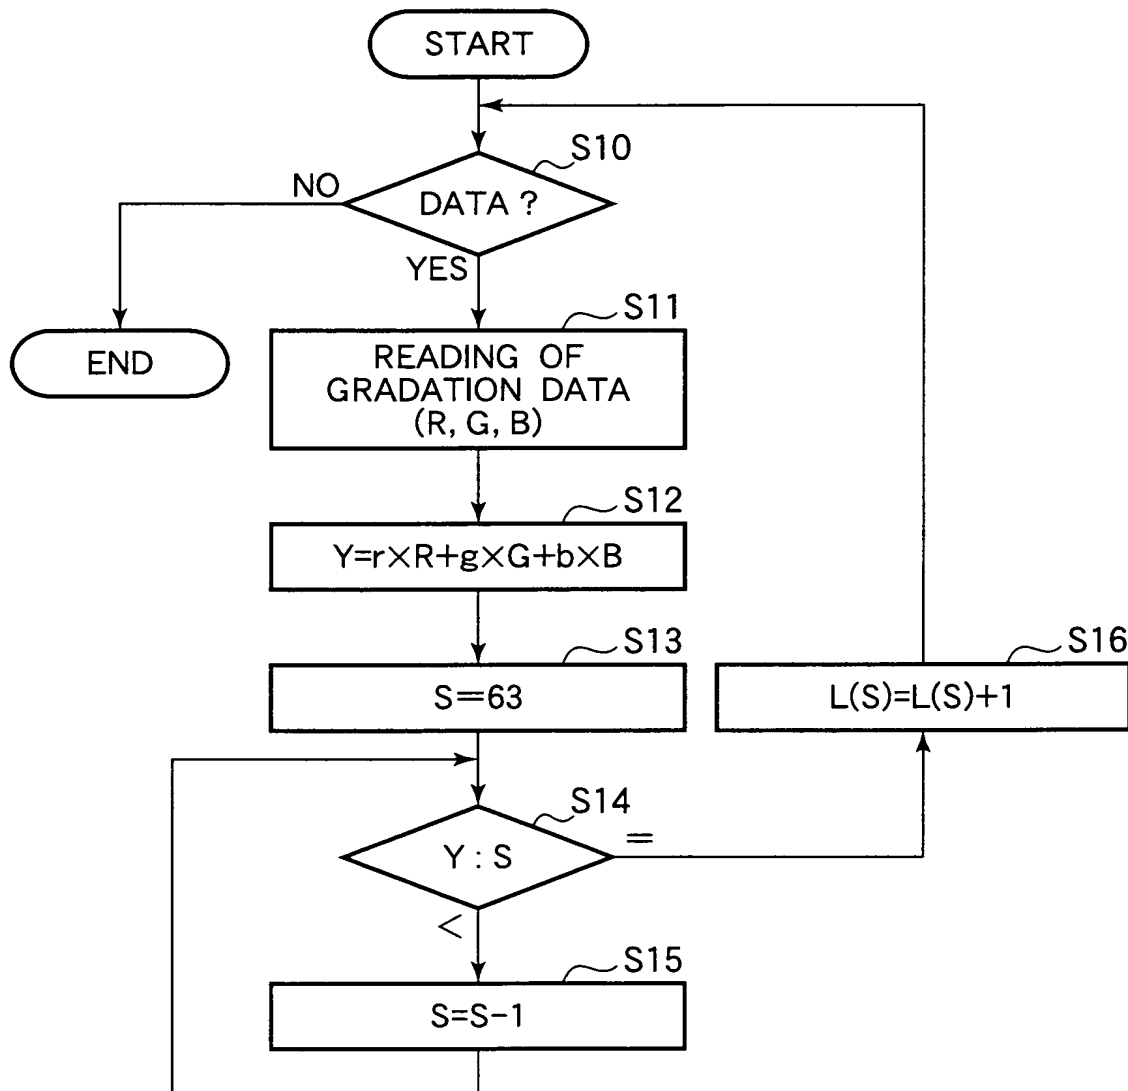 START
S10
NO
DATA ?
YES
S11
END
READING OF
GRADATION DATA
(R, G, B)
S12
Y=r×R+g×G+b×B
S13
S=63
S16
L(S)=L(S)+1
S14
Y : S
=
<
S15
S=S-1